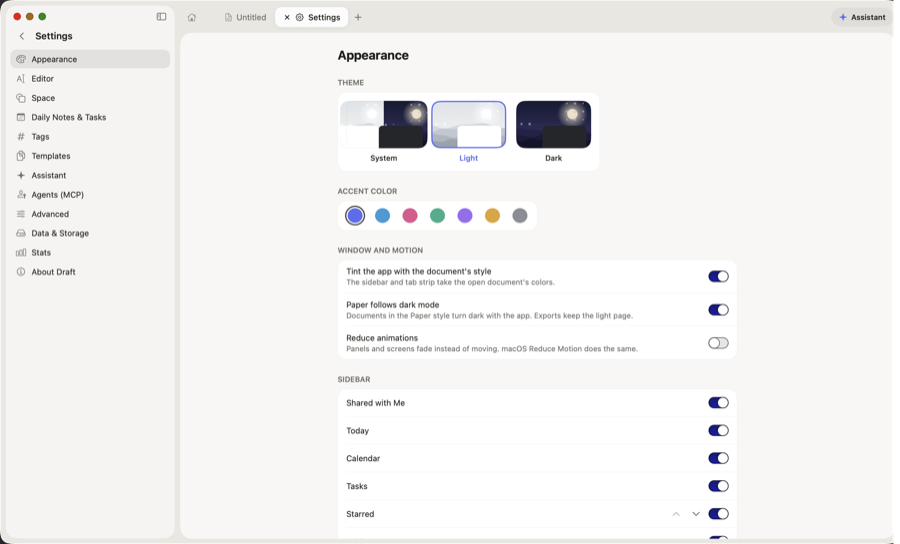 Settings
Appearance
Editor
Space
Daily Notes & Tasks
Tags
Templates
Assistant
Agents (MCP)
Advanced
Data & Storage
Stats
About Draft
Untitled
Settings
Assistant
Appearance
THEME
System
Light
Dark
ACCENT COLOR
WINDOW AND MOTION
Tint the app with the document's style
The sidebar and tab strip take the open document's colors.
Paper follows dark mode
Documents in the Paper style turn dark with the app. Exports keep the light page.
Reduce animations
Panels and screens fade instead of moving. macOS Reduce Motion does the same.
SIDEBAR
Shared with Me
Today
Calendar
Tasks
Starred